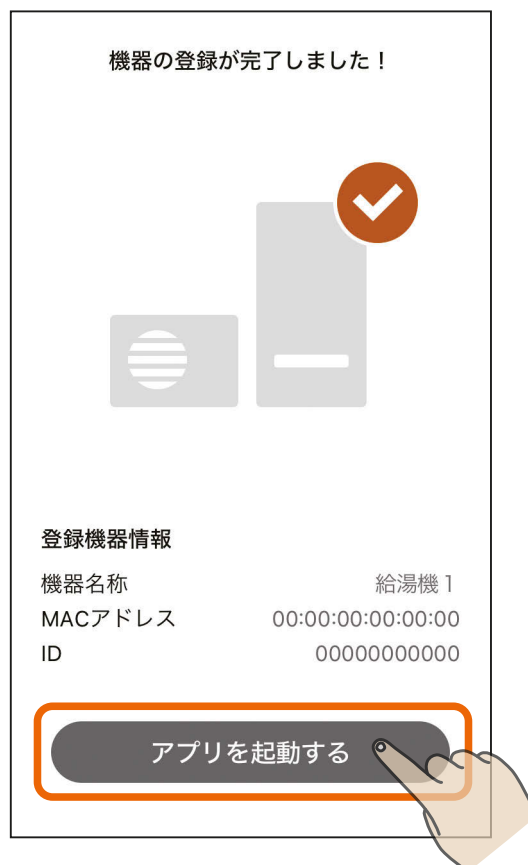 機器の登録が完了しました！
登録機器情報
機器名称 給湯機1
MACアドレス 00:00:00:00:00:00
ID 00000000000
アプリを起動する